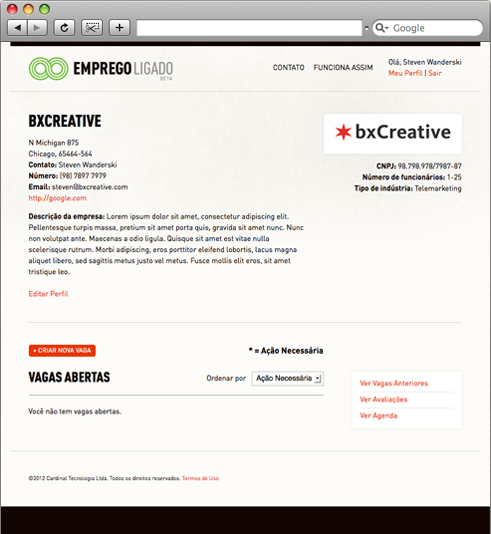 Google
EMPREGO LIGADO
BETA
CONTATO FUNCIONA ASSIM
Olá, Steven Wanderski
Meu Perfil | Sair
BXCREATIVE
N Michigan 875
Chicago, 65464-564
Contato: Steven Wanderski
Número: (98) 7897 7979
Email: steven@bxcreative.com
http://google.com
bxCreative
CNPJ: 98.798.978/7987-87
Número de funcionários: 1-25
Tipo de indústria: Telemarketing
Descrição da empresa: Lorem ipsum dolor sit amet, consectetur adipiscing elit.
Pellentesque turpis massa, pretium sit amet porta quis, gravida sit amet nunc. Nunc
non volutpat ante. Maecenas a odio ligula. Quisque sit amet est vitae nulla
scelerisque rutrum. Morbi adipiscing, eros porttitor eleifend lobortis, lacus magna
aliquet libero, sed sagittis metus justo vel metus. Fusce mollis elit eros, sit amet
tristique leo.
Editar Perfil
+ CRIAR NOVA VAGA
* = Ação Necessária
VAGAS ABERTAS
Ordenar por Ação Necessária
Você não tem vagas abertas.
Ver Vagas Anteriores
Ver Avaliações
Ver Agenda
©2012 Cardinal Tecnologia Ltda. Todos os direitos reservados. Termos de Uso